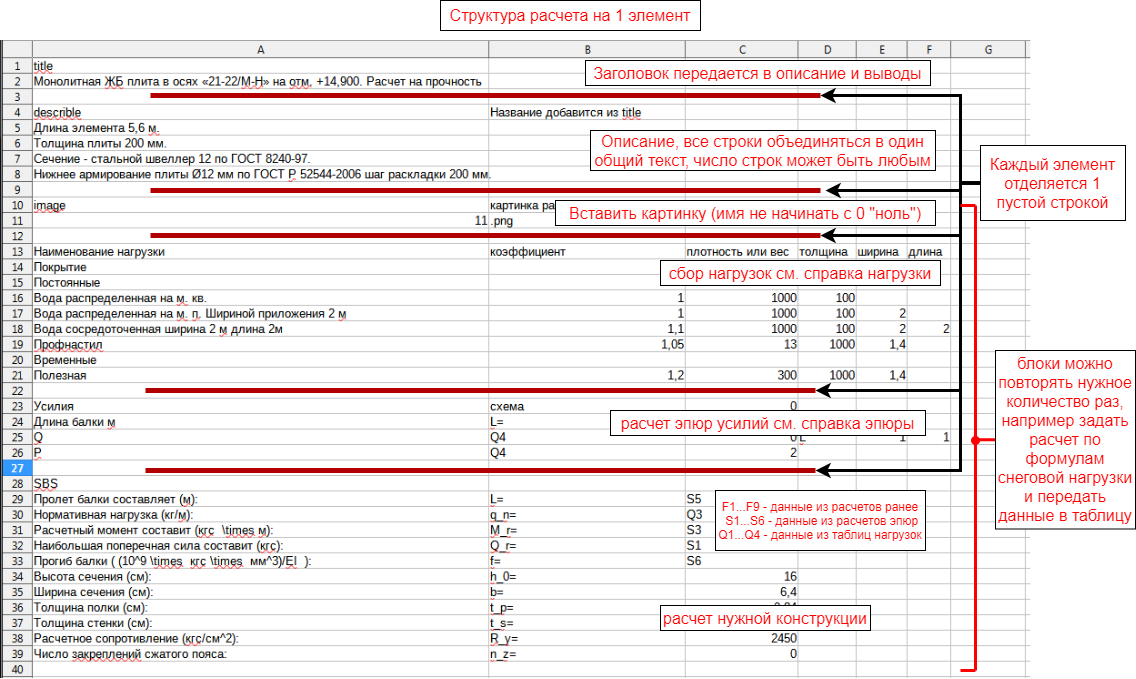 Структура расчета на 1 элемент
A B C D E F G
1 title
2 Монолитная ЖБ плита в осях «21-22/М-Н» на отм, +14,900. Расчет на прочность
Заголовок передается в описание и выводы
3
4 describle Название добавится из title
5 Длина элемента 5,6 м.
6 Толщина плиты 200 мм.
7 Сечение - стальной швеллер 12 по ГОСТ 8240-97.
8 Нижнее армирование плиты Ø12 мм по ГОСТ Р 52544-2006 шаг раскладки 200 мм.
Описание, все строки объединяться в один
общий текст, число строк может быть любым
Каждый элемент
отделяется 1
пустой строкой
9
10 image картинка ра
11 11 .png
Вставить картинку (имя не начинать с 0 "ноль")
12
13 Наименование нагрузки коэффициент плотность или вес толщина ширина длина
14 Покрытие
15 Постоянные
сбор нагрузок см. справка нагрузки
16 Вода распределенная на м. кв. 1 1000 100
17 Вода распределенная на м. п. Шириной приложения 2 м 1 1000 100 2
18 Вода сосредоточенная ширина 2 м длина 2м 1,1 1000 100 2 2
19 Профнастил 1,05 13 1000 1,4
20 Временные
21 Полезная 1,2 300 1000 1,4
22
23 Усилия схема 0
24 Длина балки м L=
расчет эпюр усилий см. справка эпюры
25 Q Q4 0 L 1 1
26 P Q4 2
27
блоки можно
повторять нужное
количество раз,
например задать
расчет по
формулам
снеговой нагрузки
и передать
данные в таблицу
28 SBS
29 Пролет балки составляет (м): L= S5
30 Нормативная нагрузка (кг/м): q_n= Q3
31 Расчетный момент составит (кгс \times м): M_r= S3
32 Наибольшая поперечная сила составит (кгс): Q_r= S1
33 Прогиб балки ( (10^9 \times кгс \times мм^3)/EI ): f= S6
F1...F9 - данные из расчетов ранее
S1...S6 - данные из расчетов эпюр
Q1...Q4 - данные из таблиц нагрузок
34 Высота сечения (см): h_0= 16
35 Ширина сечения (см): b= 6,4
36 Толщина полки (см): t_p=
37 Толщина стенки (см): t_s=
расчет нужной конструкции
38 Расчетное сопротивление (кгс/см^2): R_y= 2450
39 Число закреплений сжатого пояса: n_z= 0
40